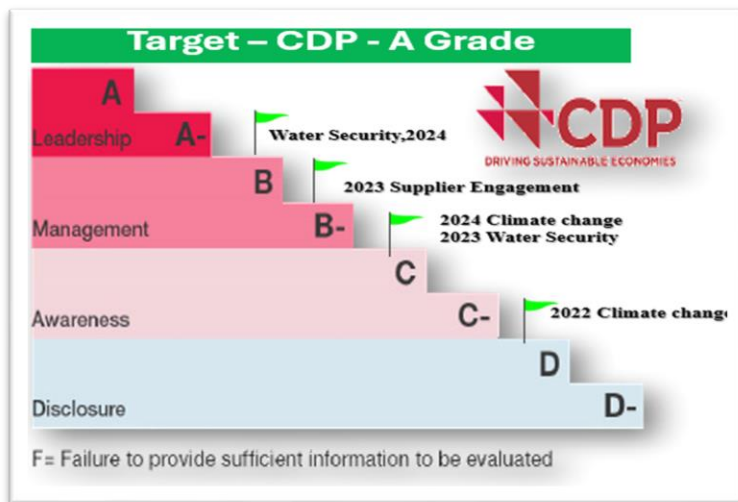 Target – CDP - A Grade
A
Leadership A-
CDP
DRIVING SUSTAINABLE ECONOMIES
Water Security,2024
B
2023 Supplier Engagement
Management B-
2024 Climate change
2023 Water Security
C
Awareness C-
2022 Climate change
D
Disclosure D-
F= Failure to provide sufficient information to be evaluated